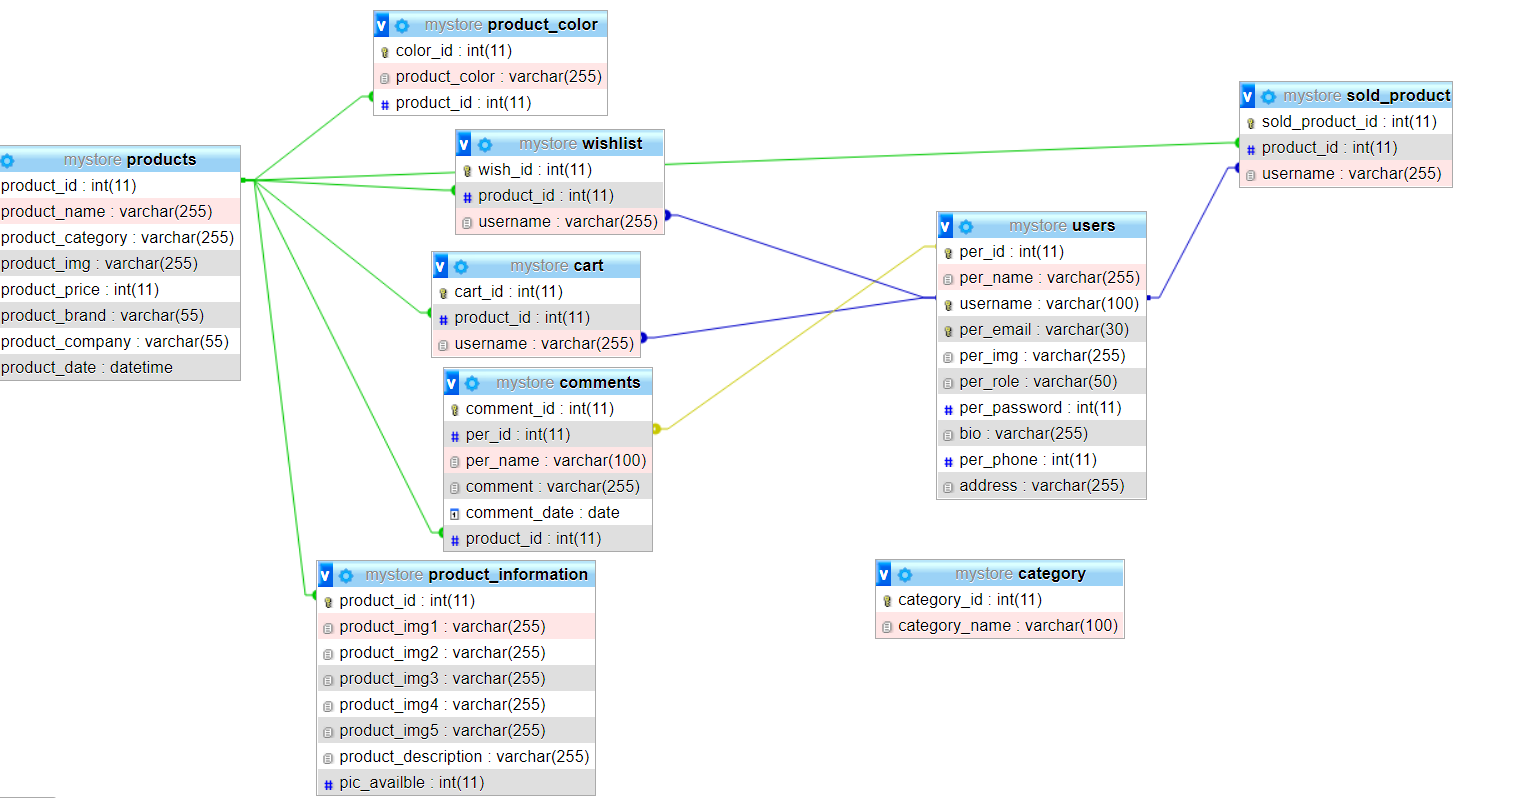 mystore product_color
color_id : int(11)
product_color : varchar(255)
product_id : int(11)
mystore products
product_id : int(11)
product_name : varchar(255)
product_category : varchar(255)
product_img : varchar(255)
product_price : int(11)
product_brand : varchar(55)
product_company : varchar(55)
product_date : datetime
mystore wishlist
wish_id : int(11)
product_id : int(11)
username : varchar(255)
mystore cart
cart_id : int(11)
product_id : int(11)
username : varchar(255)
mystore comments
comment_id : int(11)
per_id : int(11)
per_name : varchar(100)
comment : varchar(255)
comment_date : date
product_id : int(11)
mystore product_information
product_id : int(11)
product_img1 : varchar(255)
product_img2 : varchar(255)
product_img3 : varchar(255)
product_img4 : varchar(255)
product_img5 : varchar(255)
product_description : varchar(255)
pic_availble : int(11)
mystore sold_product
sold_product_id : int(11)
product_id : int(11)
username : varchar(255)
mystore users
per_id : int(11)
per_name : varchar(255)
username : varchar(100)
per_email : varchar(30)
per_img : varchar(255)
per_role : varchar(50)
per_password : int(11)
bio : varchar(255)
per_phone : int(11)
address : varchar(255)
mystore category
category_id : int(11)
category_name : varchar(100)